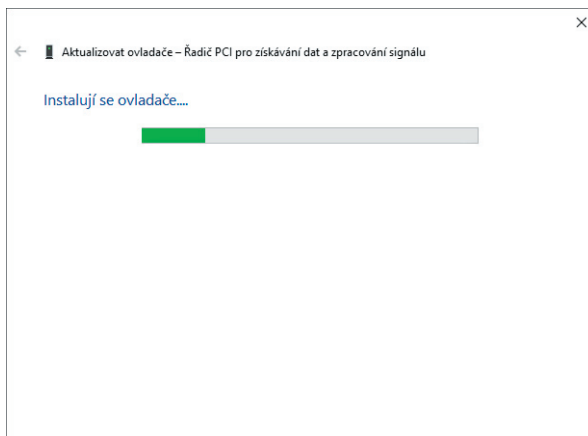 Aktualizovat ovladače – Řadič PCI pro získávání dat a zpracování signálu
Instalují se ovladače....